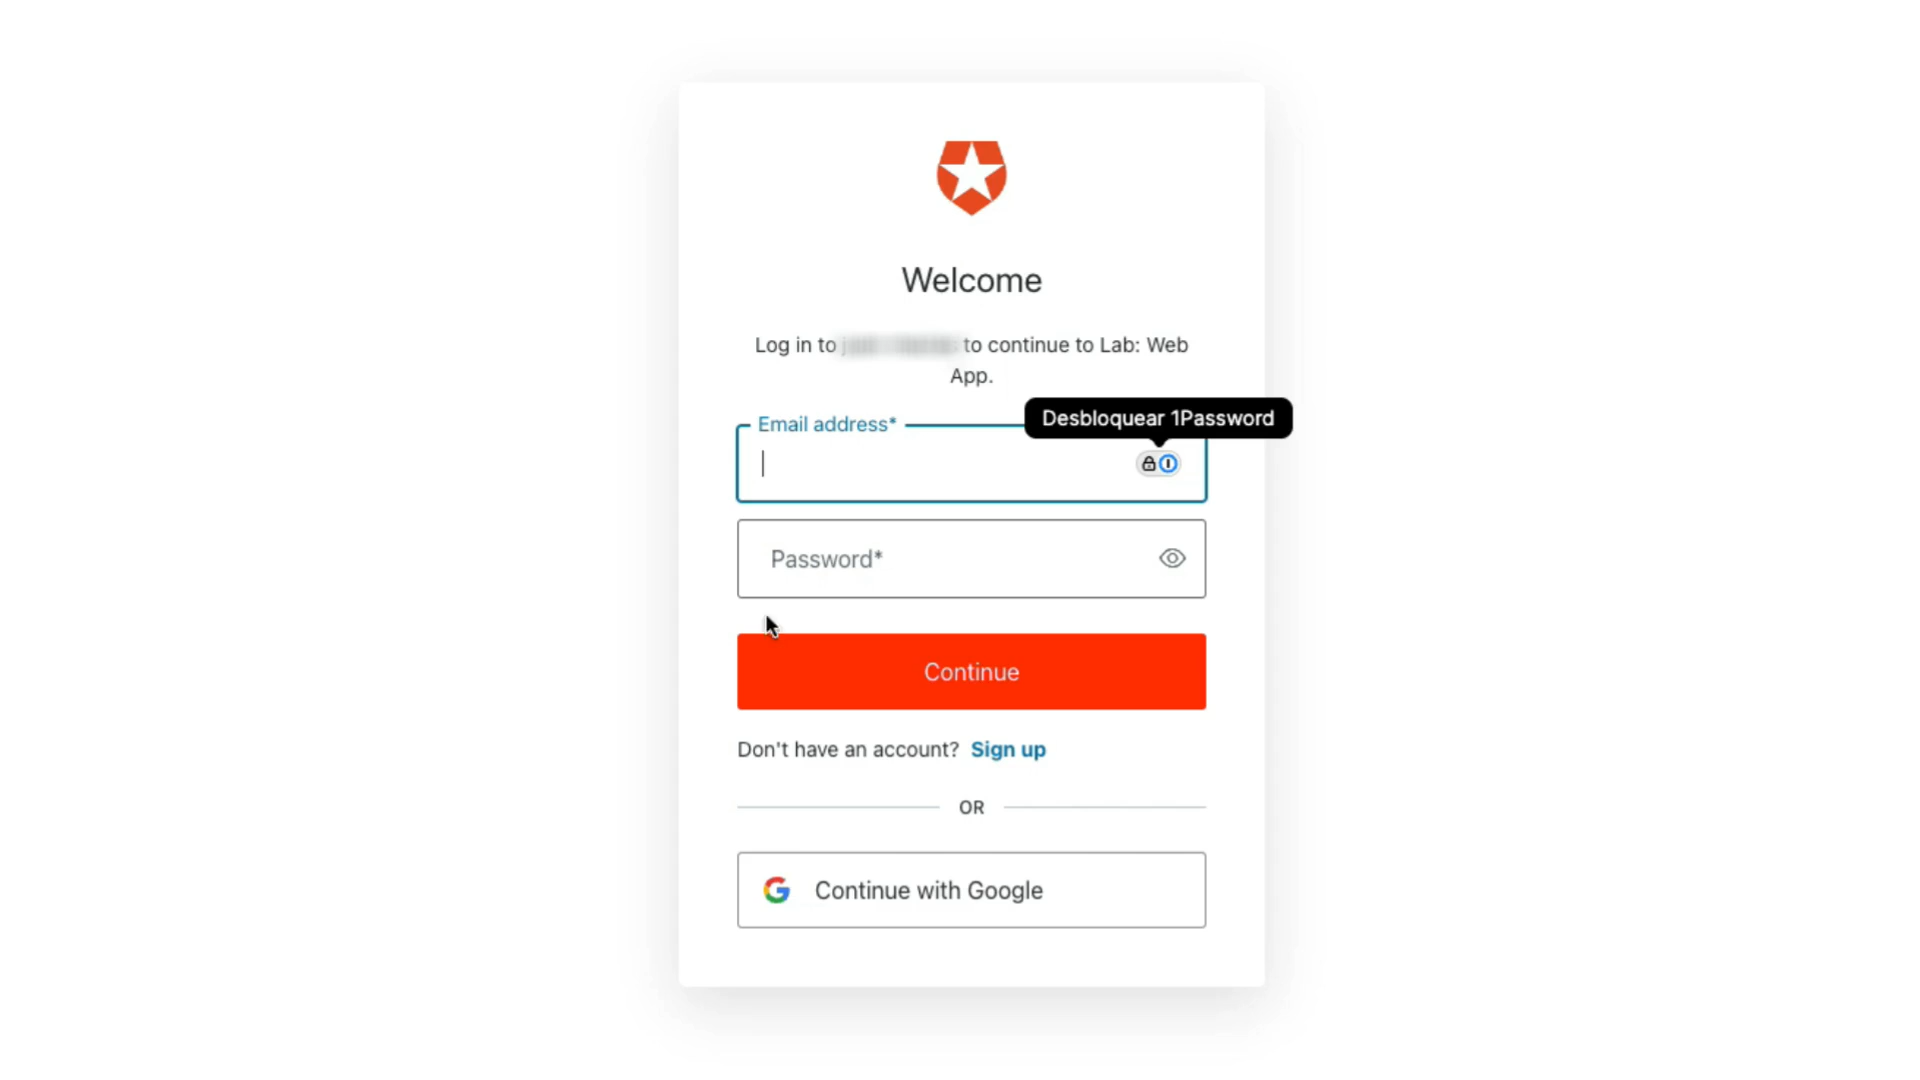 Welcome
Log in to to continue to Lab: Web
App.
Desbloquear 1Password
Email address*
Password*
Continue
Don't have an account? Sign up
OR
Continue with Google